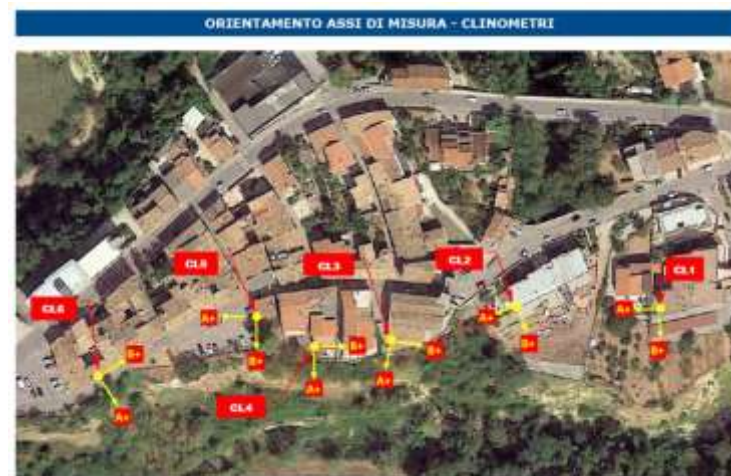 ORIENTAMENTO ASSI DI MISURA - CLINOMETRI
CL5
CL3
CL2
CL1
CL6
A+
B+
A+
B+
A+
B+
A+
B+
A+
B+
A+
B+
CL4